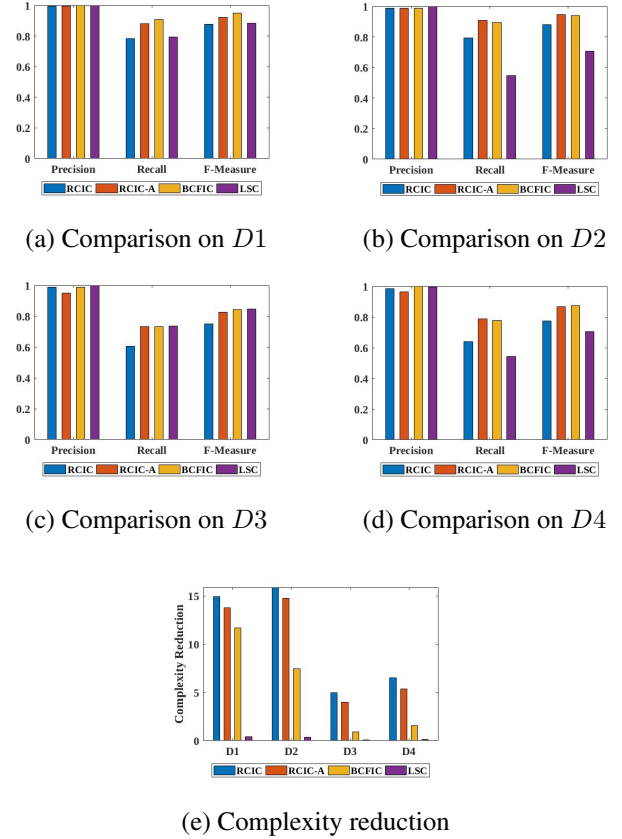 1
0.8
0.6
0.4
0.2
0
Precision Recall F-Measure
RCIC RCIC-A BCFIC LSC
(a) Comparison on D1
1
0.8
0.6
0.4
0.2
0
Precision Recall F-Measure
RCIC RCIC-A BCFIC LSC
(b) Comparison on D2
1
0.8
0.6
0.4
0.2
0
Precision Recall F-Measure
RCIC RCIC-A BCFIC LSC
(c) Comparison on D3
1
0.8
0.6
0.4
0.2
0
Precision Recall F-Measure
RCIC RCIC-A BCFIC LSC
(d) Comparison on D4
Complexity Reduction
15
10
5
0
D1 D2 D3 D4
RCIC RCIC-A BCFIC LSC
(e) Complexity reduction